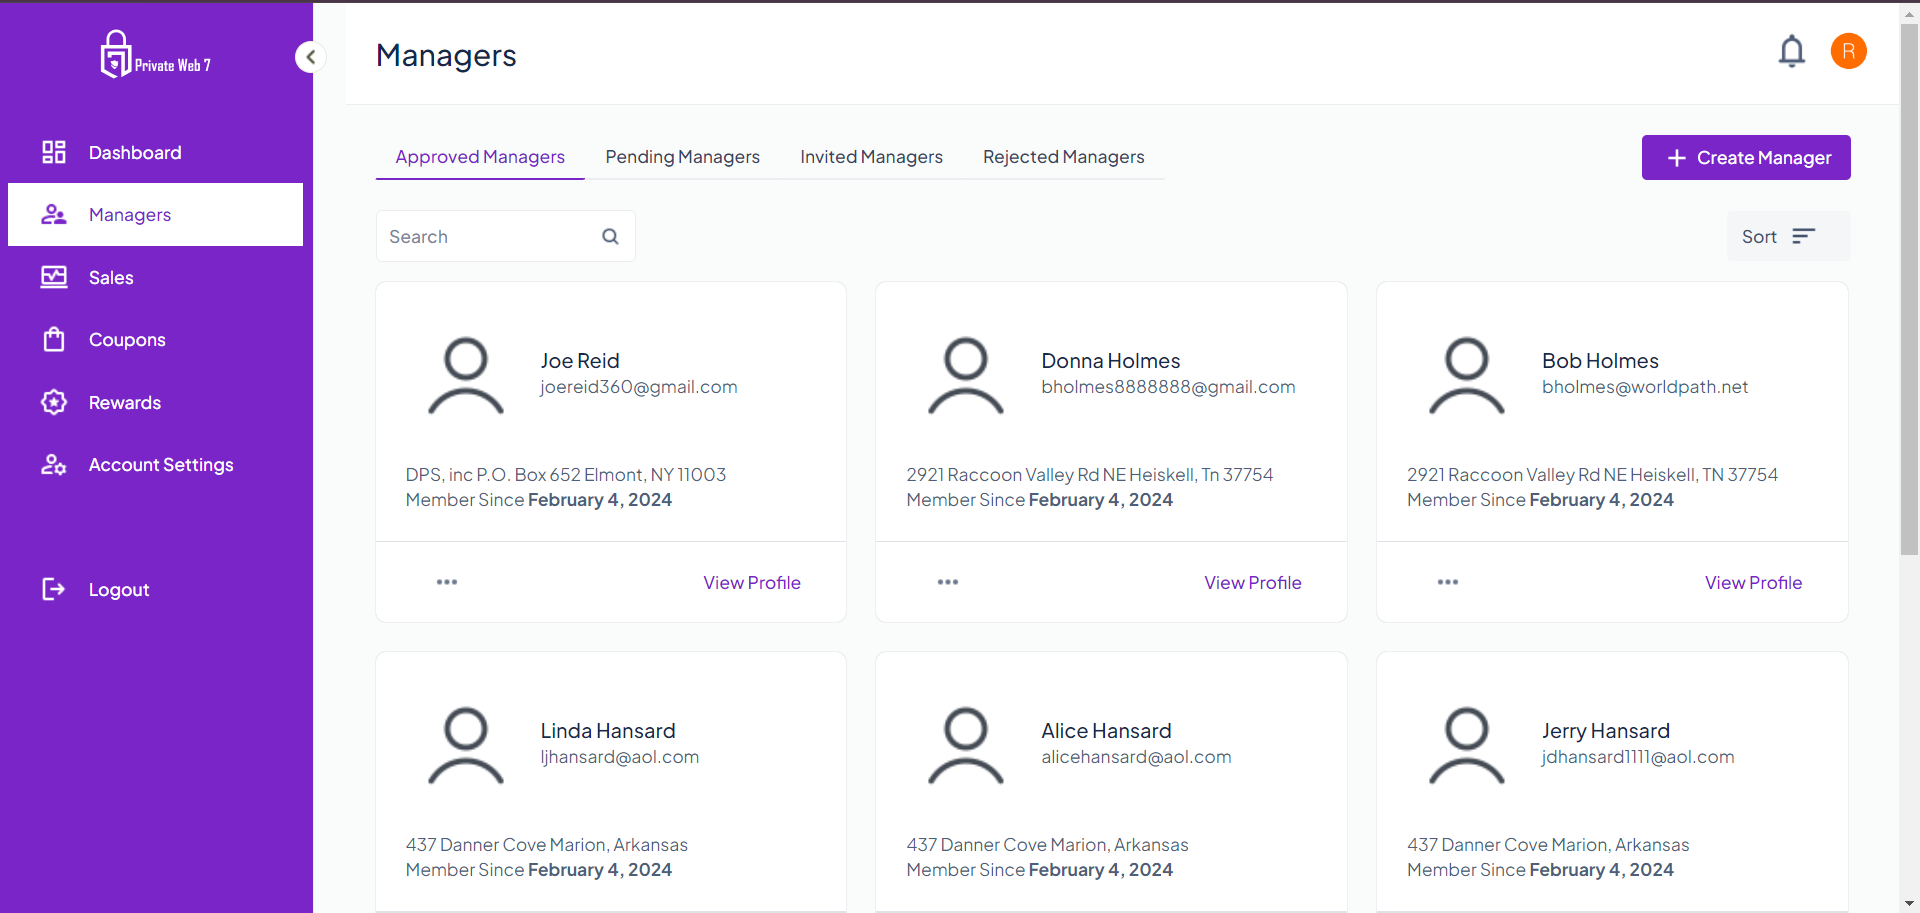 Private Web 7
Managers
R
Dashboard
Managers
Sales
Coupons
Rewards
Account Settings
Logout
Approved Managers
Pending Managers
Invited Managers
Rejected Managers
+ Create Manager
Search
Sort
Joe Reid
joereid360@gmail.com
DPS, inc P.O. Box 652 Elmont, NY 11003
Member Since February 4, 2024
... View Profile
Donna Holmes
bholmes8888888@gmail.com
2921 Raccoon Valley Rd NE Heiskell, Tn 37754
Member Since February 4, 2024
... View Profile
Bob Holmes
bholmes@worldpath.net
2921 Raccoon Valley Rd NE Heiskell, TN 37754
Member Since February 4, 2024
... View Profile
Linda Hansard
ljhansard@aol.com
437 Danner Cove Marion, Arkansas
Member Since February 4, 2024
Alice Hansard
alicehansard@aol.com
437 Danner Cove Marion, Arkansas
Member Since February 4, 2024
Jerry Hansard
jdhansard1111@aol.com
437 Danner Cove Marion, Arkansas
Member Since February 4, 2024